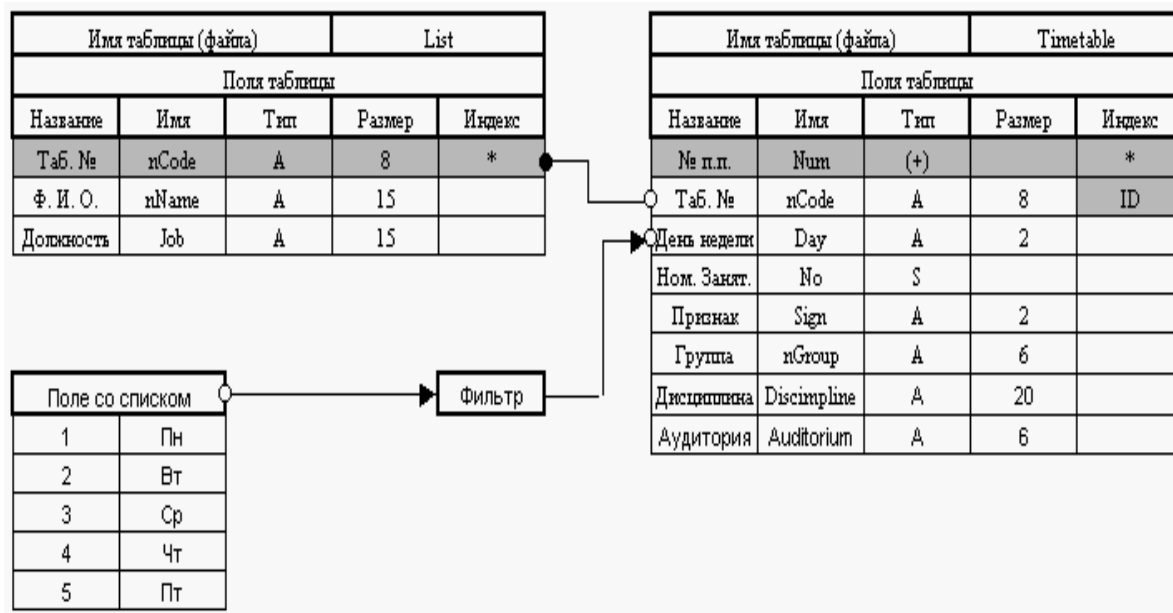 Имя таблицы (файла) List
Поля таблицы
Название Имя Тип Размер Индекс
Таб. № nCode A 8 *
Ф. И. О. nName A 15
Должность Job A 15
Имя таблицы (файла) Timetable
Поля таблицы
Название Имя Тип Размер Индекс
№ п.п. Num (+) *
Таб. № nCode A 8 ID
День недели Day A 2
Ном. Занят. No S
Признак Sign A 2
Группа nGroup A 6
Дисциплина Discimpline A 20
Аудитория Auditorium A 6
Поле со списком
1 Пн
2 Вт
3 Ср
4 Чт
5 Пт
Фильтр